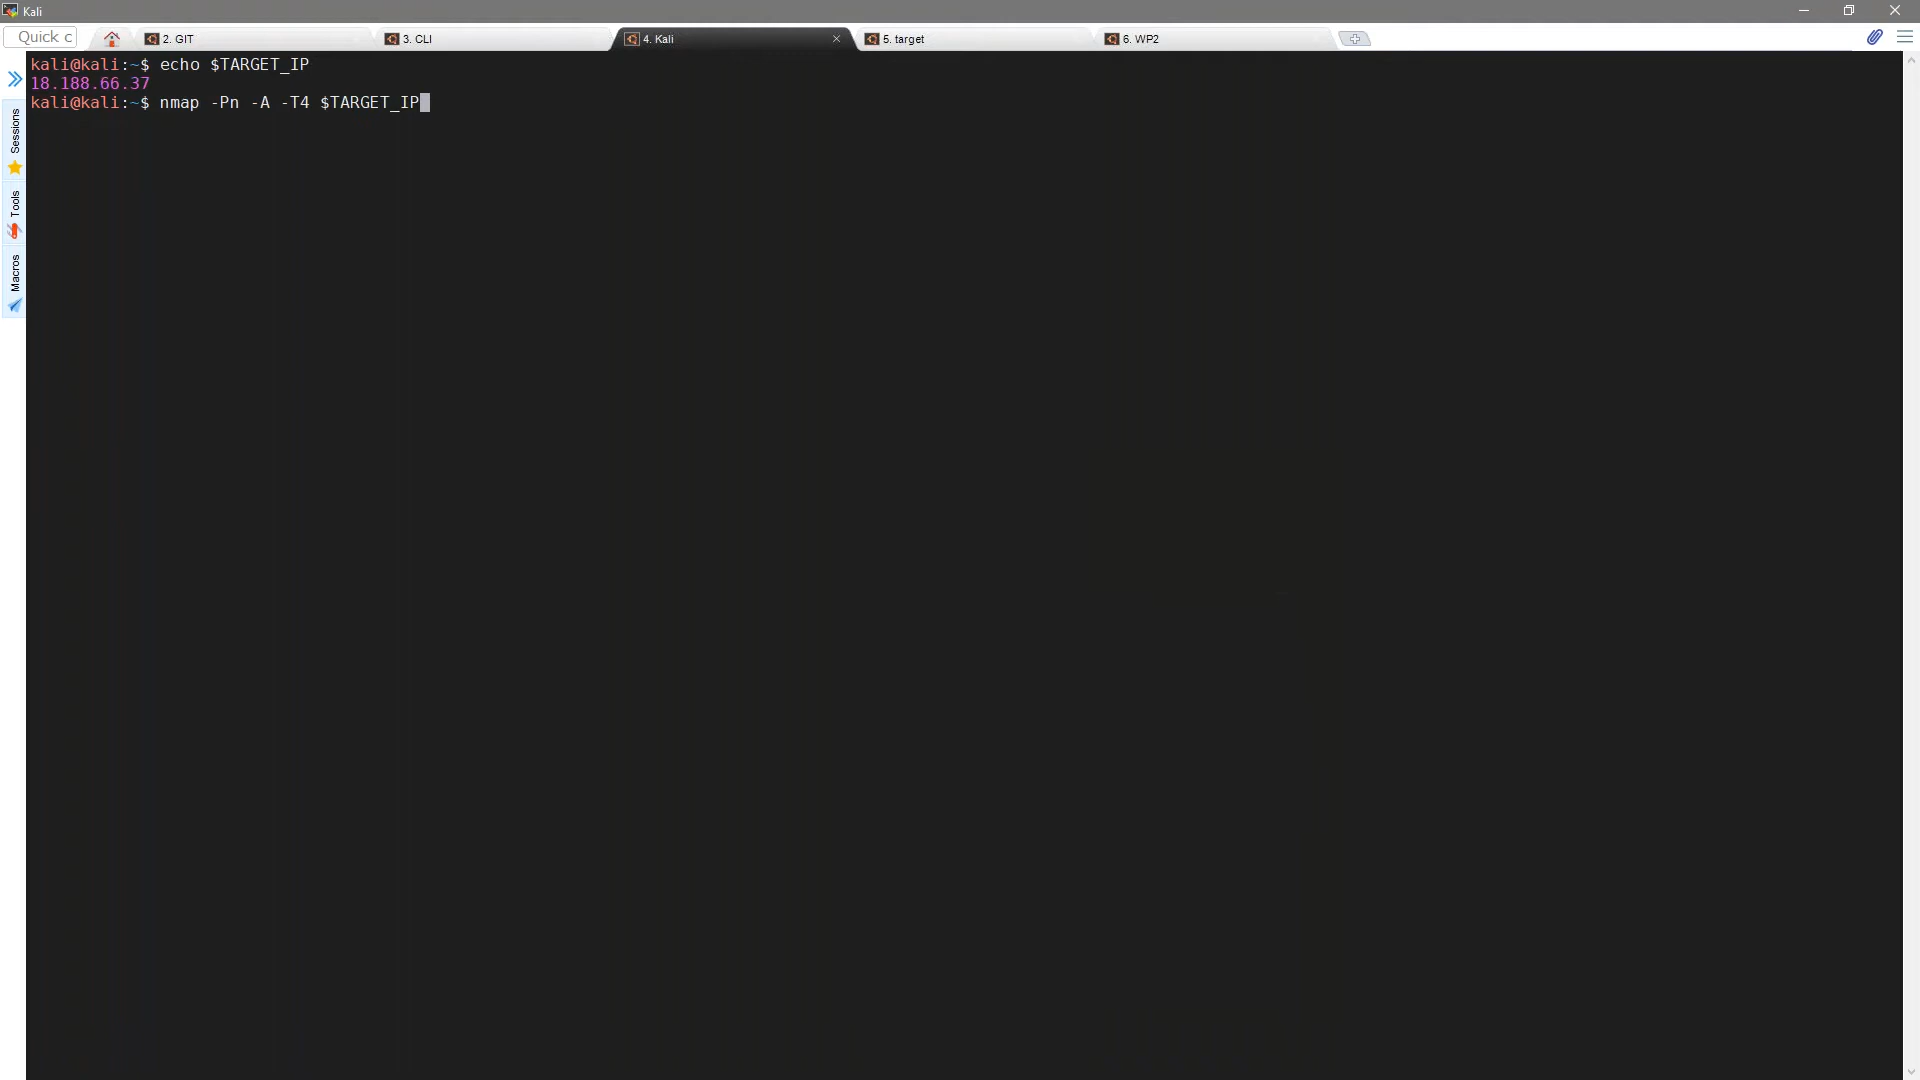 Kali
Quick c
2. GIT
3. CLI
4. Kali
5. target
6. WP2
kali@kali:~$ echo $TARGET_IP
18.188.66.37
kali@kali:~$ nmap -Pn -A -T4 $TARGET_IP
Sessions
Tools
Macros